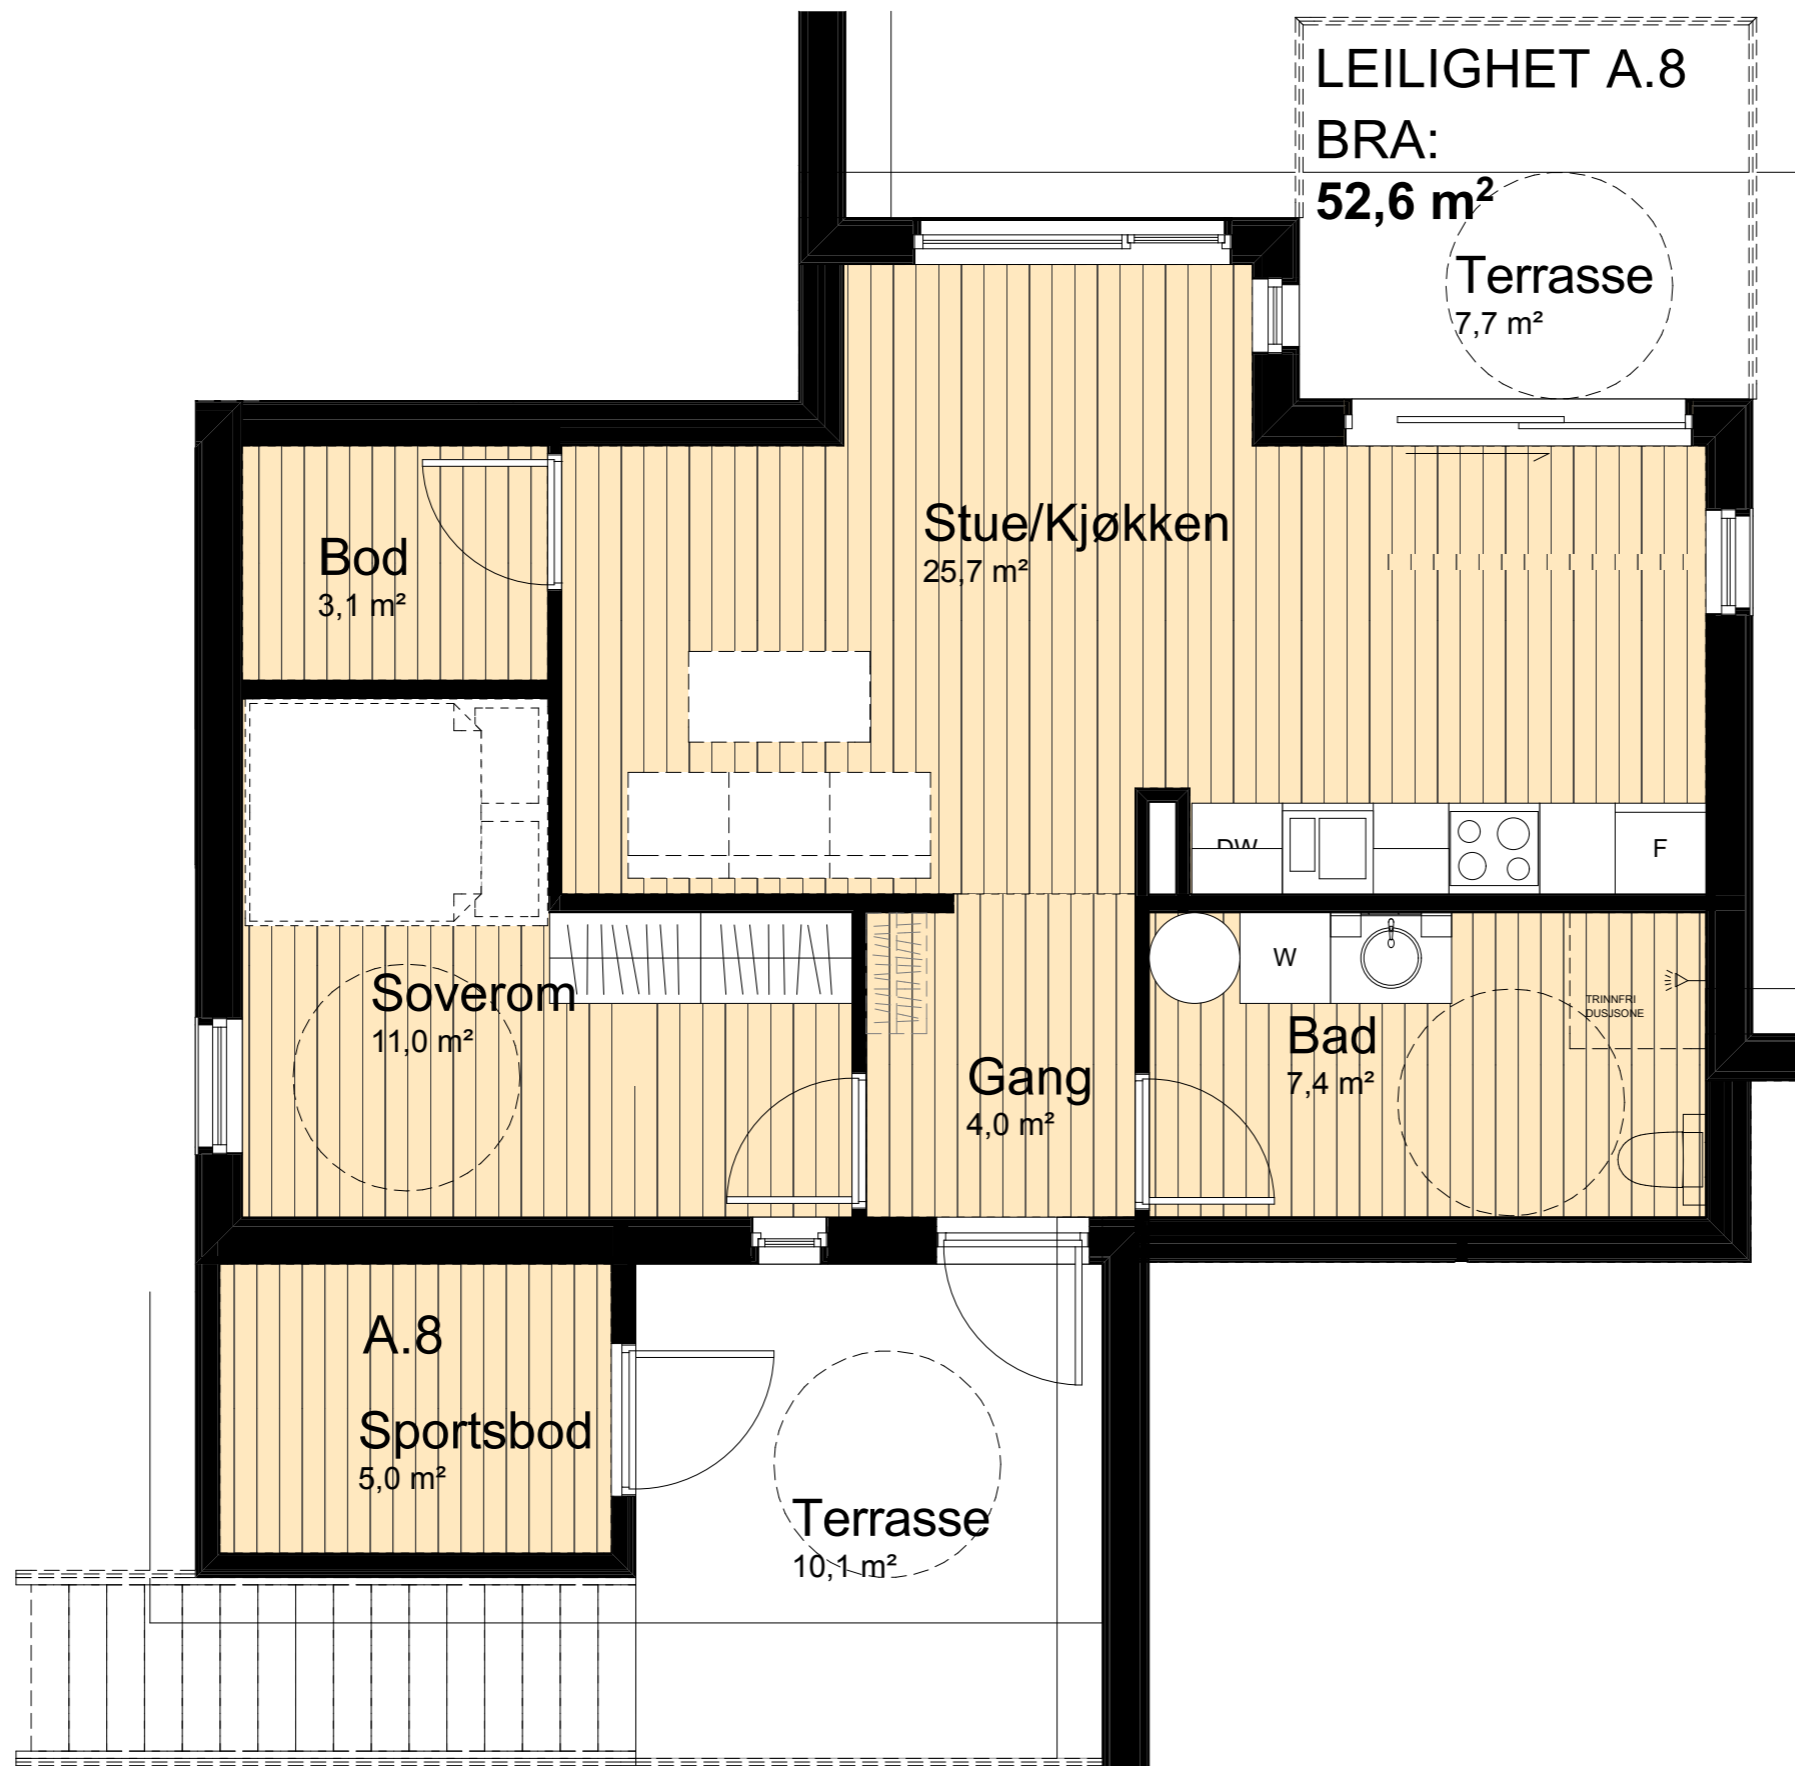 LEILIGHET A.8
BRA:
52,6 m²
Terrasse
7,7 m²
Stue/Kjøkken
25,7 m²
Bod
3,1 m²
DW
F
W
TRINNFRI
DUSJSONE
Soverom
11,0 m²
Bad
7,4 m²
Gang
4,0 m²
A.8
Sportsbod
5,0 m²
Terrasse
10,1 m²